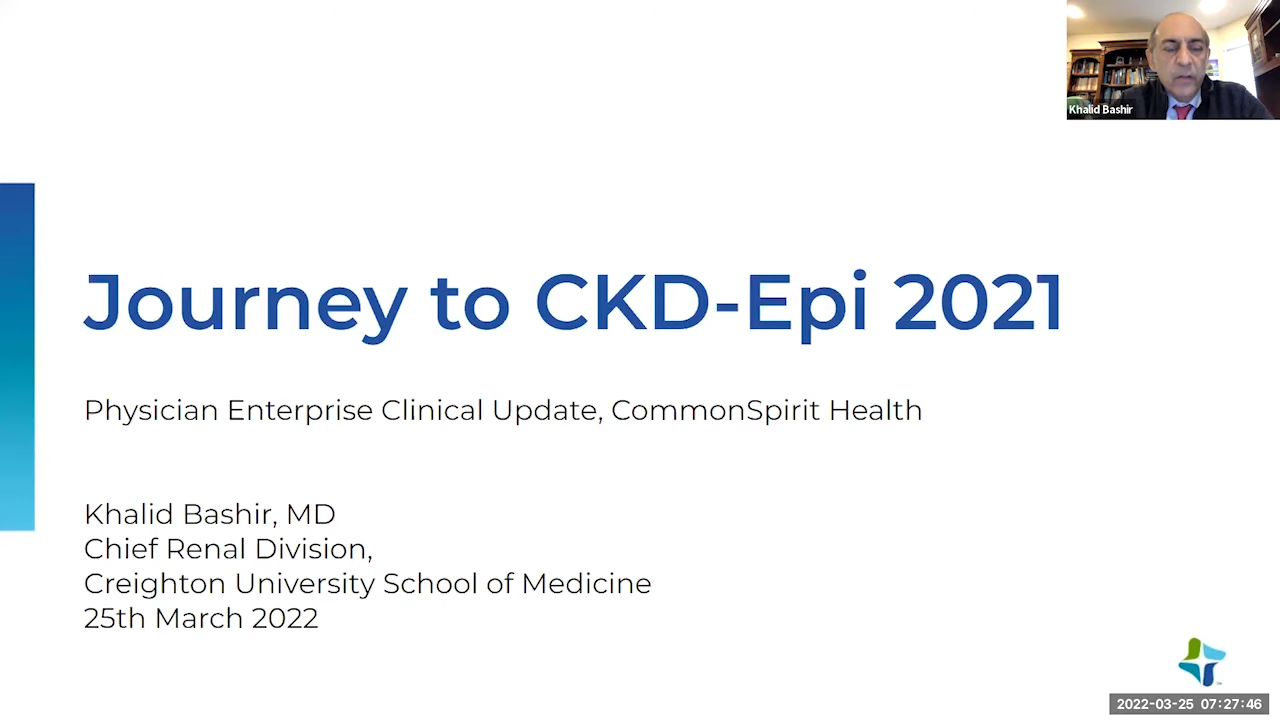 Khalid Bashir
Journey to CKD-Epi 2021
Physician Enterprise Clinical Update, CommonSpirit Health
Khalid Bashir, MD
Chief Renal Division,
Creighton University School of Medicine
25th March 2022
2022-03-25 07:27:46